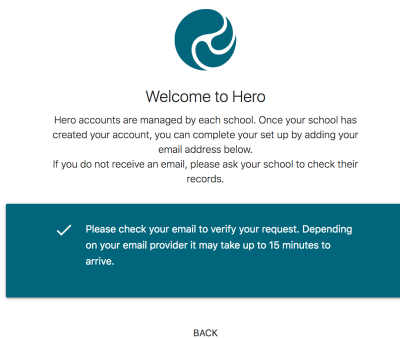 Welcome to Hero
Hero accounts are managed by each school. Once your school has
created your account, you can complete your set up by adding your
email address below.
If you do not receive an email, please ask your school to check their
records.
Please check your email to verify your request. Depending
on your email provider it may take up to 15 minutes to
arrive.
BACK